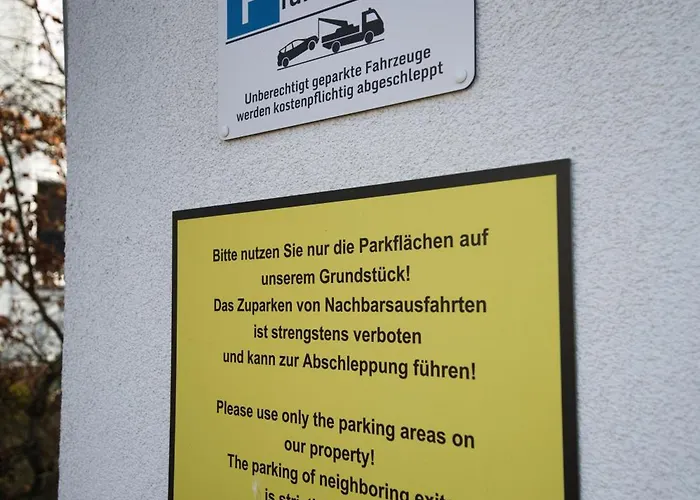 P
Unberechtigt geparkte Fahrzeuge
werden kostenpflichtig abgeschleppt
Bitte nutzen Sie nur die Parkflächen auf
unserem Grundstück!
Das Zuparken von Nachbarsausfahrten
ist strengstens verboten
und kann zur Abschleppung führen!
Please use only the parking areas on
our property!
The parking of neighboring
is